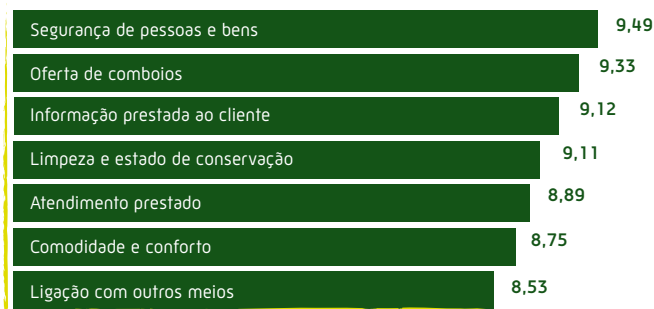 Segurança de pessoas e bens 9,49
Oferta de comboios 9,33
Informação prestada ao cliente 9,12
Limpeza e estado de conservação 9,11
Atendimento prestado 8,89
Comodidade e conforto 8,75
Ligação com outros meios 8,53